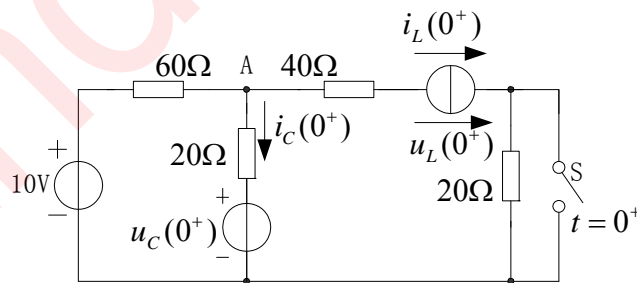 i_L(0⁺)
60Ω A 40Ω
i_C(0⁺)
u_L(0⁺)
+
10V
−
20Ω
+
u_C(0⁺)
−
20Ω
S
t = 0⁺